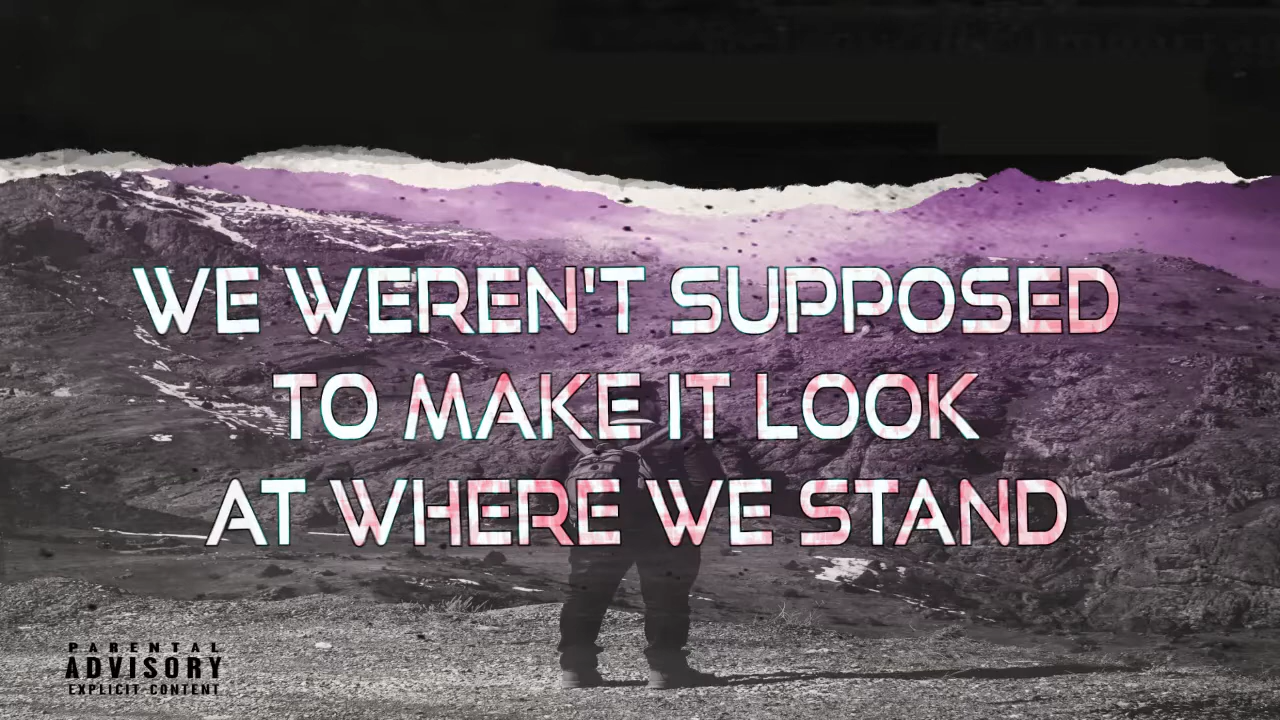 WE WEREN'T SUPPOSED
TO MAKE IT LOOK
AT WHERE WE STAND
PARENTAL
ADVISORY
EXPLICIT CONTENT